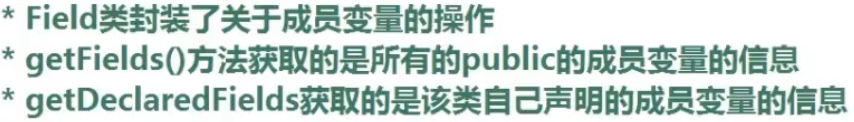 * Field类封装了关于成员变量的操作
* getFields()方法获取的是所有的public的成员变量的信息
* getDeclaredFields获取的是该类自己声明的成员变量的信息